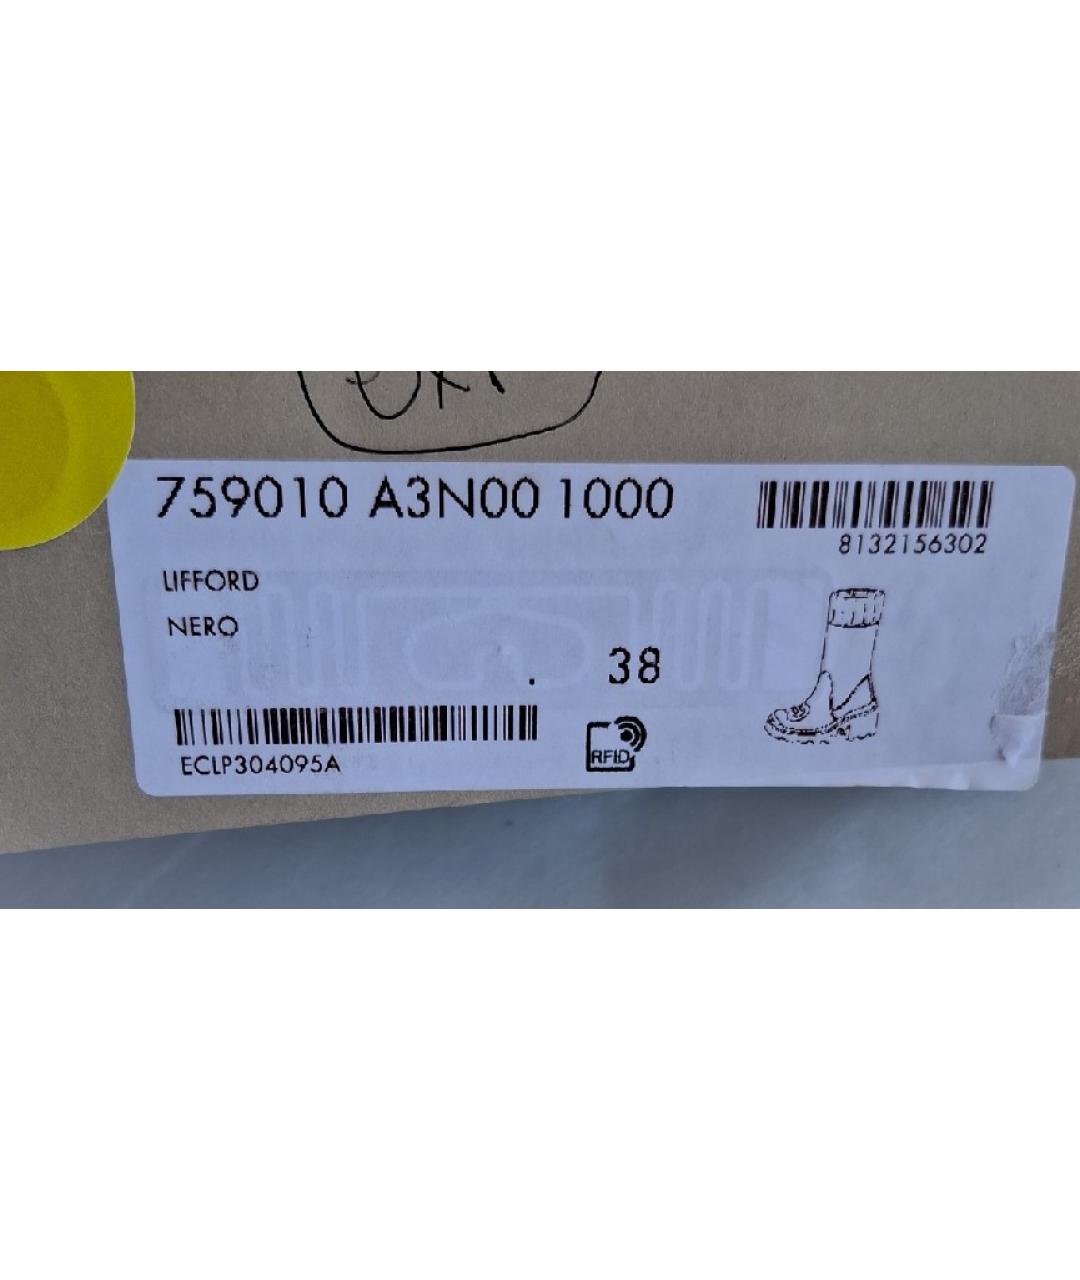 759010 A3N00 1000
8132156302
LIFFORD
NERO
. 38
ECLP304095A
RFID